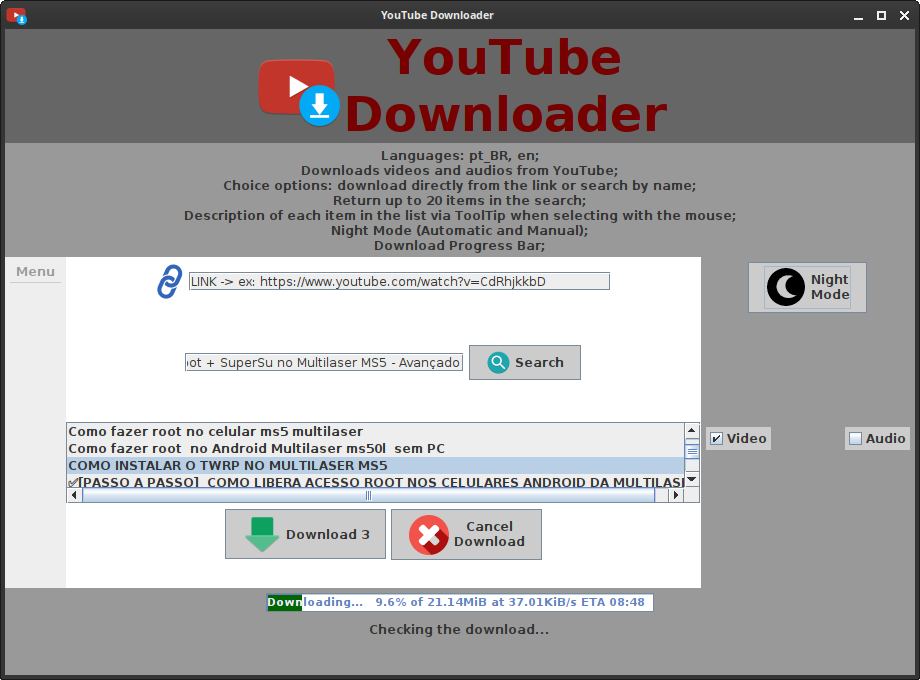 YouTube Downloader
YouTube
Downloader
Languages: pt_BR, en;
Downloads videos and audios from YouTube;
Choice options: download directly from the link or search by name;
Return up to 20 items in the search;
Description of each item in the list via ToolTip when selecting with the mouse;
Night Mode (Automatic and Manual);
Download Progress Bar;
Menu
LINK -> ex: https://www.youtube.com/watch?v=CdRhjkkbD
Night
Mode
oot + SuperSu no Multilaser MS5 - Avançado
Search
Como fazer root no celular ms5 multilaser
Como fazer root  no Android Multilaser ms50l  sem PC
COMO INSTALAR O TWRP NO MULTILASER MS5
✔[PASSO A PASSO]  COMO LIBERA ACESSO ROOT NOS CELULARES ANDROID DA MULTILASE
Video
Audio
Download 3
Cancel
Download
Downloading...   9.6% of 21.14MiB at 37.01KiB/s ETA 08:48
Checking the download...